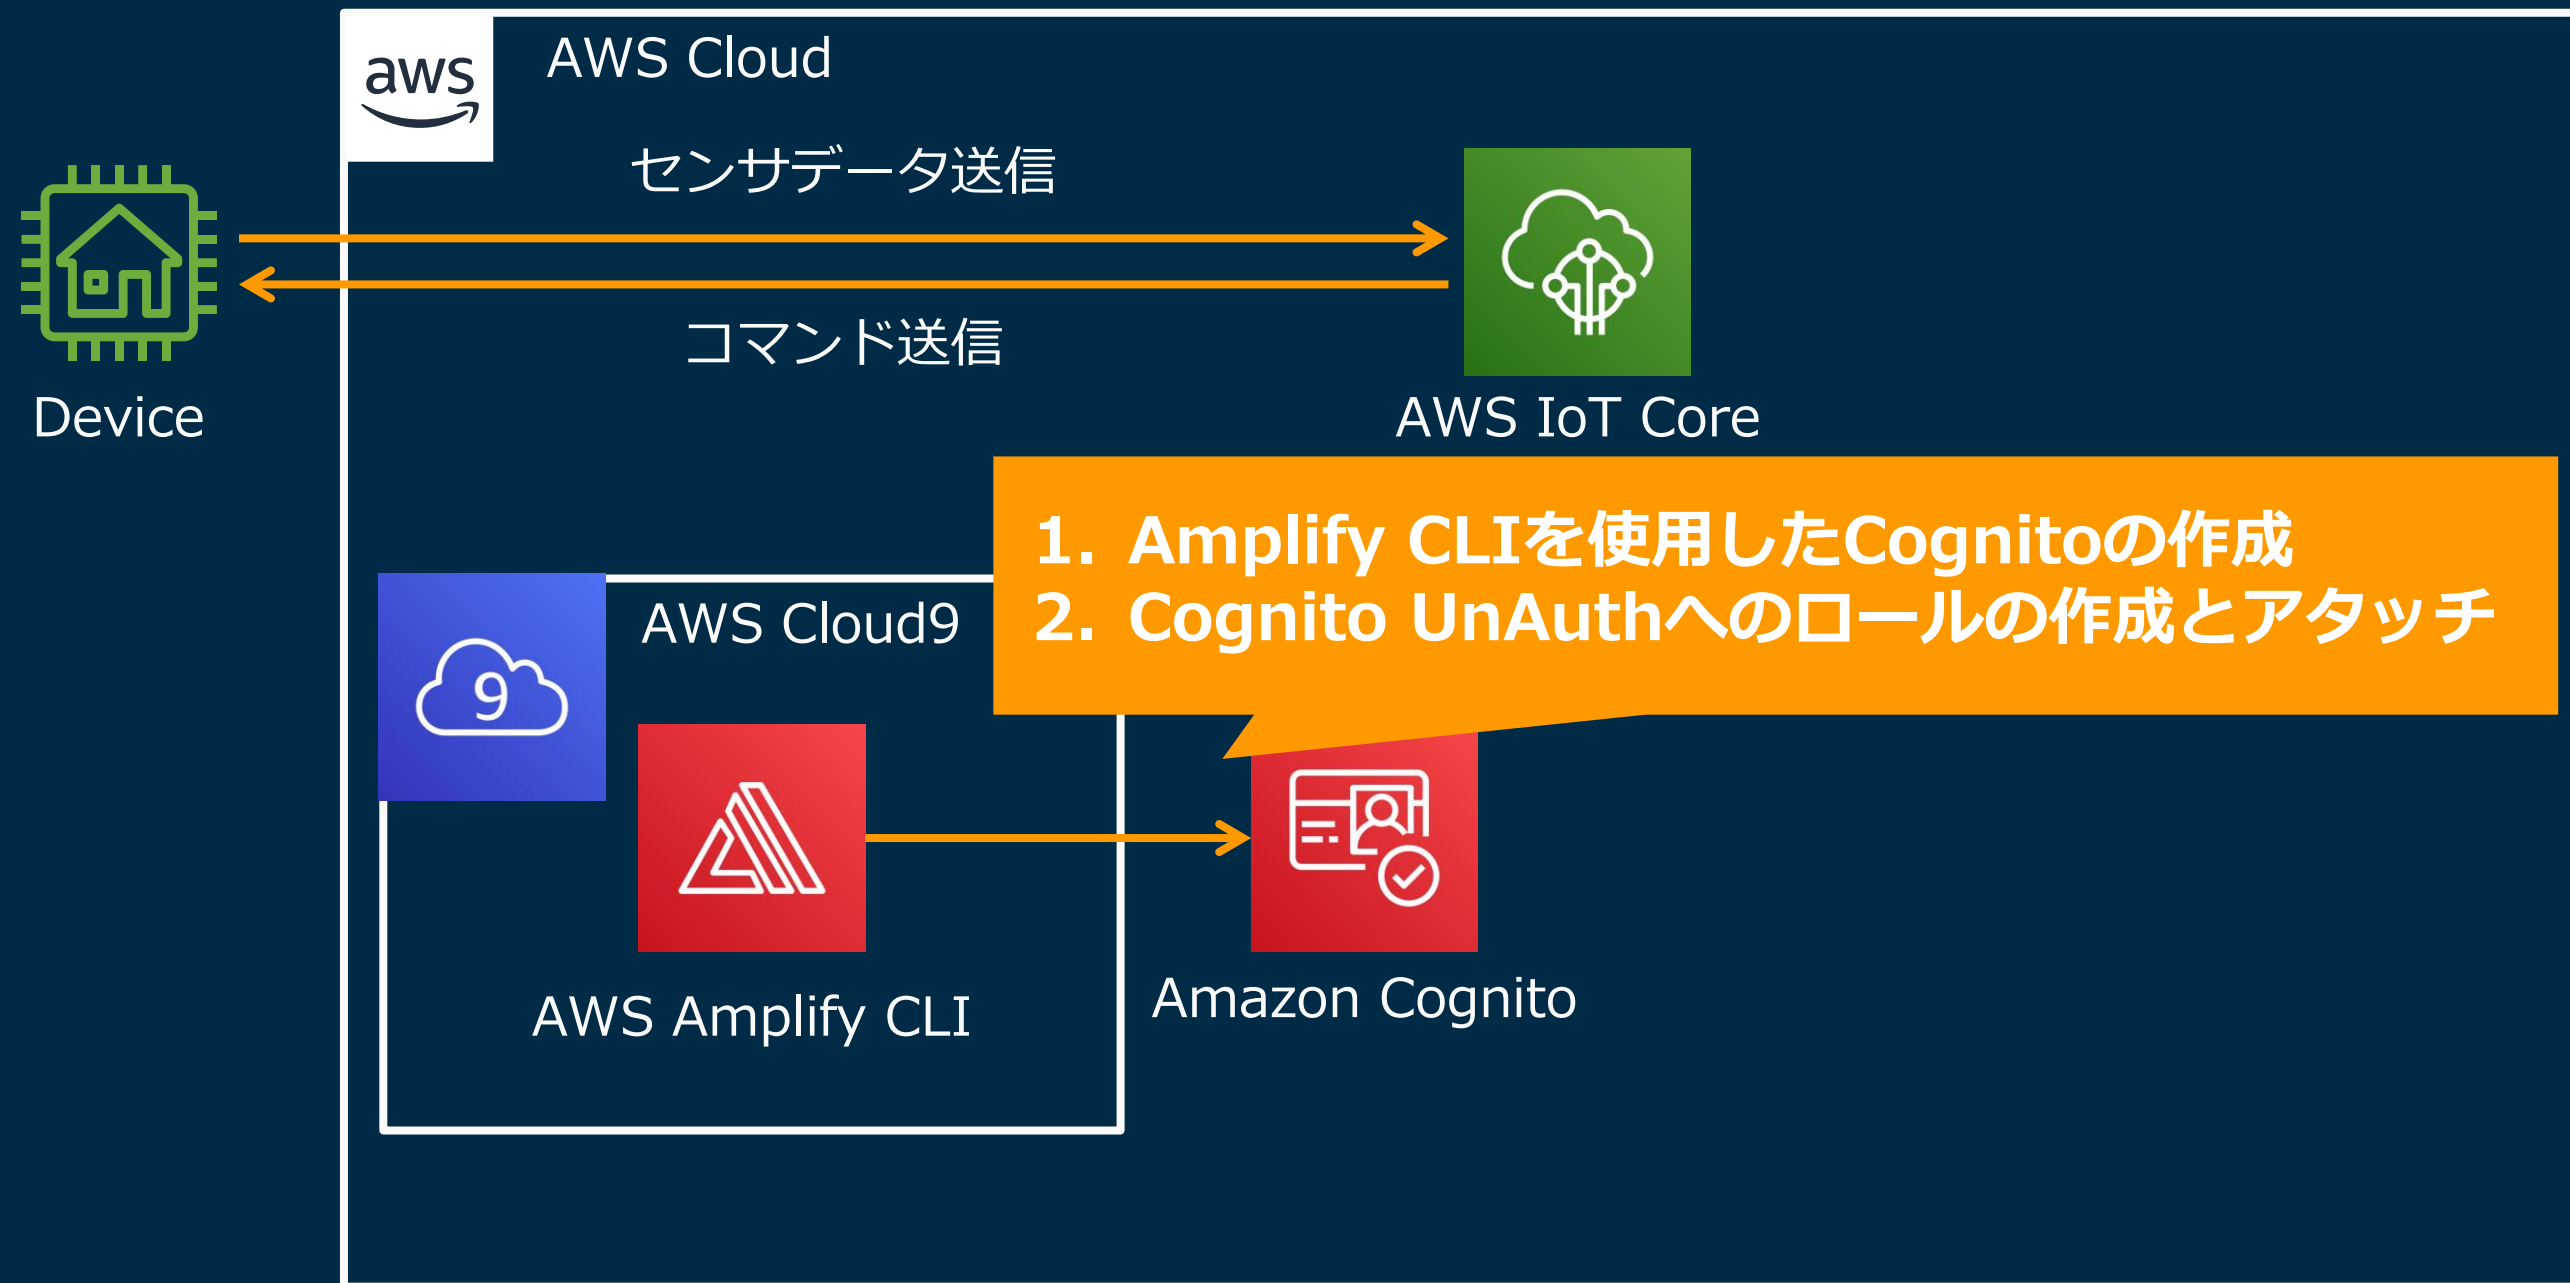 aws
AWS Cloud
センサデータ送信
コマンド送信
Device
AWS IoT Core
1. Amplify CLIを使用したCognitoの作成
2. Cognito UnAuthへのロールの作成とアタッチ
AWS Cloud9
9
AWS Amplify CLI
Amazon Cognito